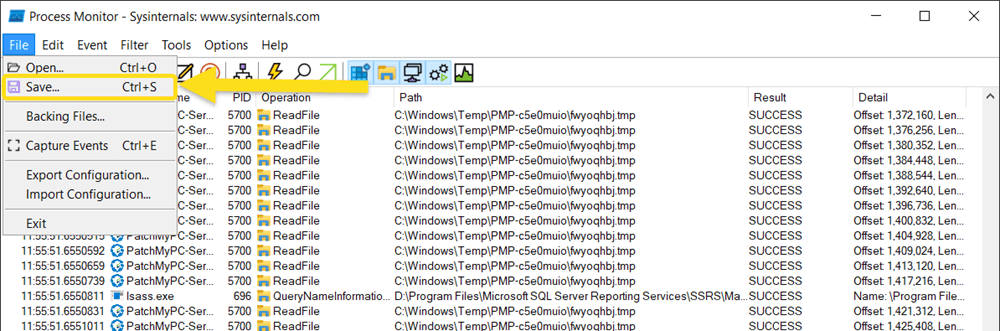 Process Monitor - Sysinternals: www.sysinternals.com
File Edit Event Filter Tools Options Help
Open... Ctrl+O
Save... Ctrl+S
Backing Files...
Capture Events Ctrl+E
Export Configuration...
Import Configuration...
Exit
me PID Operation Path Result Detail
PC-Ser... 5700 ReadFile C:\Windows\Temp\PMP-c5e0muio\fwyoqhbj.tmp SUCCESS Offset: 1,372,160, Len...
PC-Ser... 5700 ReadFile C:\Windows\Temp\PMP-c5e0muio\fwyoqhbj.tmp SUCCESS Offset: 1,376,256, Len...
PC-Ser... 5700 ReadFile C:\Windows\Temp\PMP-c5e0muio\fwyoqhbj.tmp SUCCESS Offset: 1,380,352, Len...
PC-Ser... 5700 ReadFile C:\Windows\Temp\PMP-c5e0muio\fwyoqhbj.tmp SUCCESS Offset: 1,384,448, Len...
PC-Ser... 5700 ReadFile C:\Windows\Temp\PMP-c5e0muio\fwyoqhbj.tmp SUCCESS Offset: 1,388,544, Len...
PC-Ser... 5700 ReadFile C:\Windows\Temp\PMP-c5e0muio\fwyoqhbj.tmp SUCCESS Offset: 1,392,640, Len...
PC-Ser... 5700 ReadFile C:\Windows\Temp\PMP-c5e0muio\fwyoqhbj.tmp SUCCESS Offset: 1,396,736, Len...
PC-Ser... 5700 ReadFile C:\Windows\Temp\PMP-c5e0muio\fwyoqhbj.tmp SUCCESS Offset: 1,400,832, Len...
11:55:51.6550515 PatchMyPC-Ser... 5700 ReadFile C:\Windows\Temp\PMP-c5e0muio\fwyoqhbj.tmp SUCCESS Offset: 1,404,928, Len...
11:55:51.6550592 PatchMyPC-Ser... 5700 ReadFile C:\Windows\Temp\PMP-c5e0muio\fwyoqhbj.tmp SUCCESS Offset: 1,409,024, Len...
11:55:51.6550659 PatchMyPC-Ser... 5700 ReadFile C:\Windows\Temp\PMP-c5e0muio\fwyoqhbj.tmp SUCCESS Offset: 1,413,120, Len...
11:55:51.6550739 PatchMyPC-Ser... 5700 ReadFile C:\Windows\Temp\PMP-c5e0muio\fwyoqhbj.tmp SUCCESS Offset: 1,417,216, Len...
11:55:51.6550811 lsass.exe 696 QueryNameInformatio... D:\Program Files\Microsoft SQL Server Reporting Services\SSRS\Ma... SUCCESS Name: \Program Files...
11:55:51.6550831 PatchMyPC-Ser... 5700 ReadFile C:\Windows\Temp\PMP-c5e0muio\fwyoqhbj.tmp SUCCESS Offset: 1,421,312, Len...
11:55:51.6551011 PatchMyPC-Ser... 5700 ReadFile C:\Windows\Temp\PMP-c5e0muio\fwyoqhbj.tmp SUCCESS Offset: 1,425,408, Len...